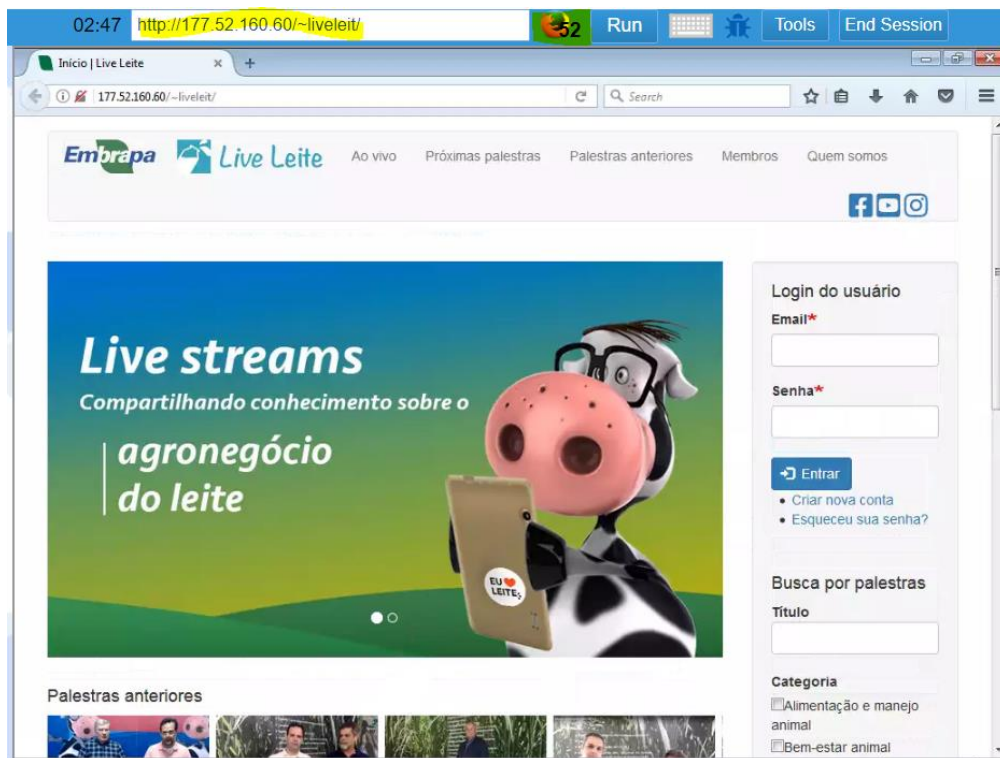 02:47 http://177.52.160.60/~liveleit/ 52 Run Tools End Session
Início | Live Leite
177.52.160.60/~liveleit/ Search
Embrapa Live Leite Ao vivo Próximas palestras Palestras anteriores Membros Quem somos
Live streams
Compartilhando conhecimento sobre o
agronegócio
do leite
EU
LEITE
Login do usuário
Email*
Senha*
Entrar
Criar nova conta
Esqueceu sua senha?
Busca por palestras
Título
Categoria
Alimentação e manejo
animal
Bem-estar animal
Palestras anteriores